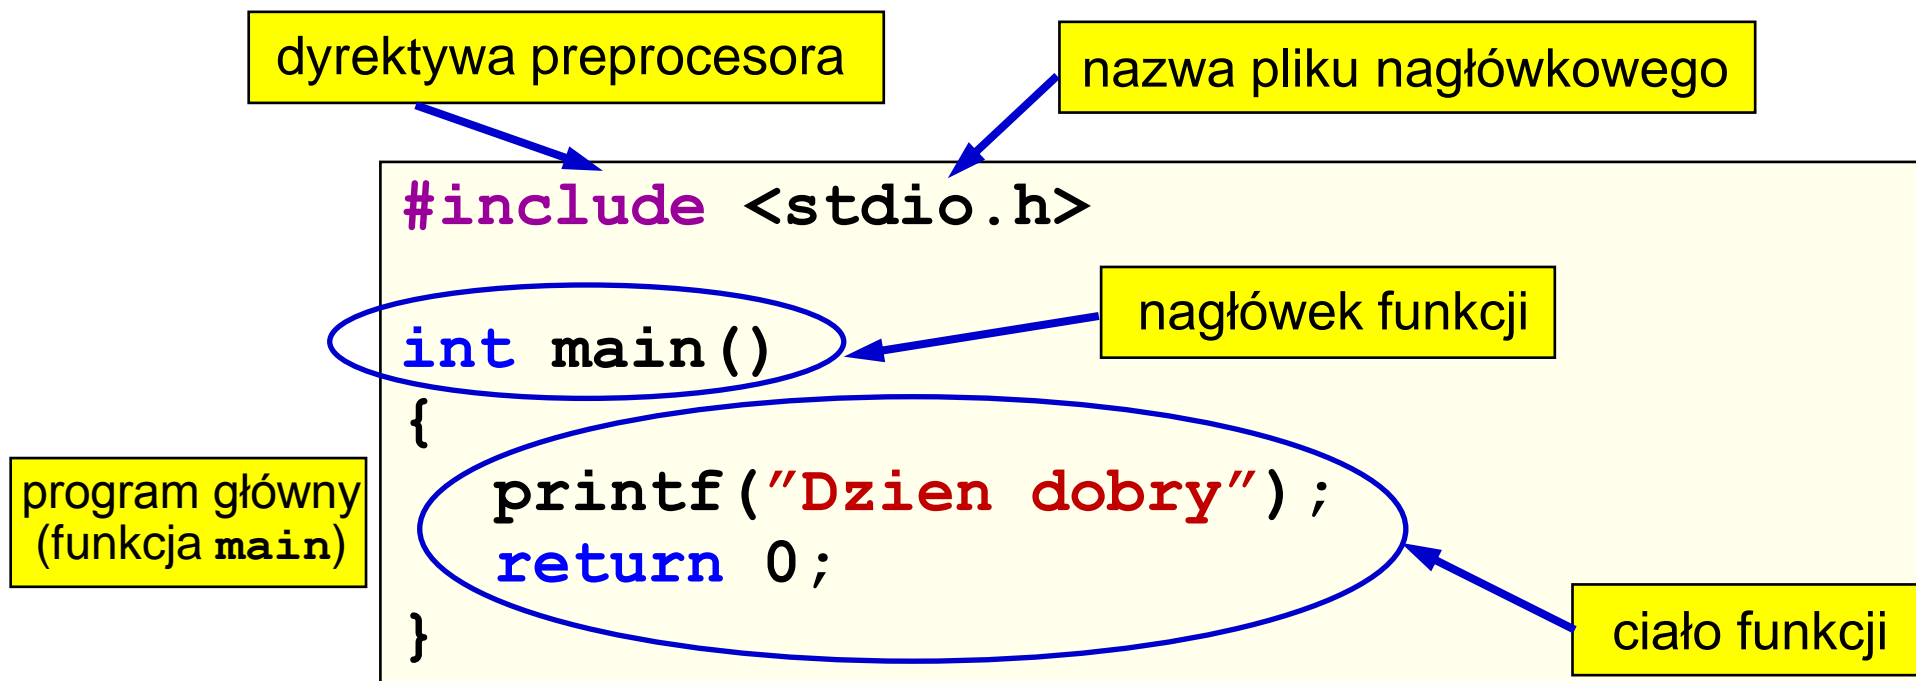 dyrektywa preprocesora
nazwa pliku nagłówkowego
#include <stdio.h>
nagłówek funkcji
int main()
{
program główny
(funkcja main)
printf(”Dzien dobry”);
return 0;
}
ciało funkcji